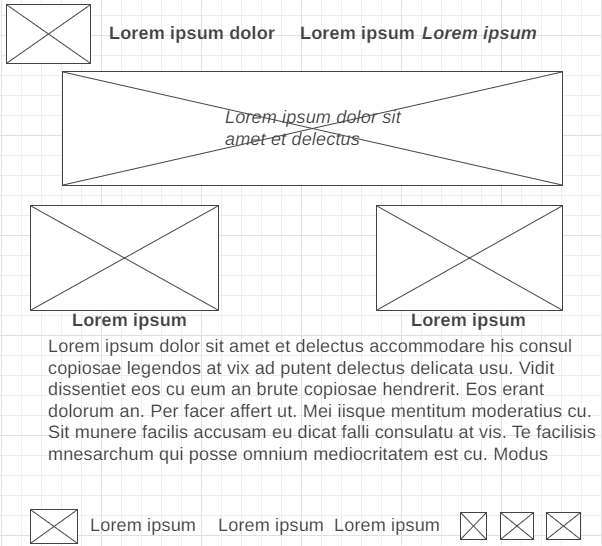 Lorem ipsum dolor Lorem ipsum Lorem ipsum
Lorem ipsum dolor sit
amet et delectus
Lorem ipsum Lorem ipsum
Lorem ipsum dolor sit amet et delectus accommodare his consul
copiosae legendos at vix ad putent delectus delicata usu. Vidit
dissentiet eos cu eum an brute copiosae hendrerit. Eos erant
dolorum an. Per facer affert ut. Mei iisque mentitum moderatius cu.
Sit munere facilis accusam eu dicat falli consulatu at vis. Te facilisis
mnesarchum qui posse omnium mediocritatem est cu. Modus
Lorem ipsum Lorem ipsum Lorem ipsum